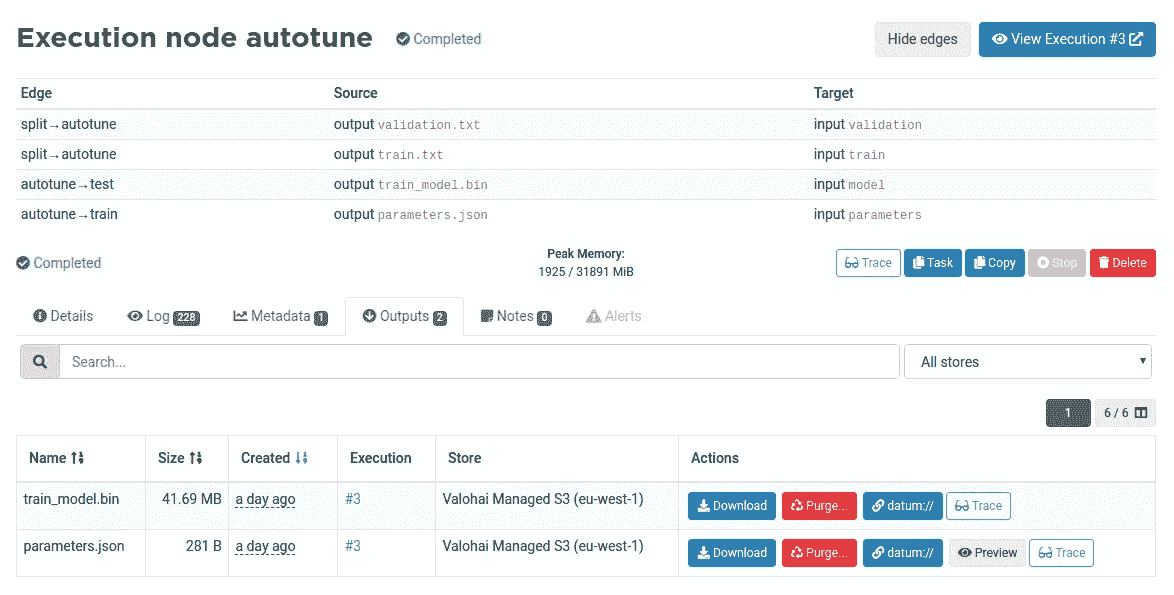 Execution node autotune Completed Hide edges View Execution #3
Edge Source Target
split→autotune output validation.txt input validation
split→autotune output train.txt input train
autotune→test output train_model.bin input model
autotune→train output parameters.json input parameters
Completed Peak Memory: Trace Task Copy Stop Delete
1925 / 31891 MiB
Details Log 228 Metadata 1 Outputs 2 Notes 0 Alerts
Search... All stores
1 6 / 6
Name Size Created Execution Store Actions
train_model.bin 41.69 MB a day ago #3 Valohai Managed S3 (eu-west-1) Download Purge... datum:// Trace
parameters.json 281 B a day ago #3 Valohai Managed S3 (eu-west-1) Download Purge... datum:// Preview Trace